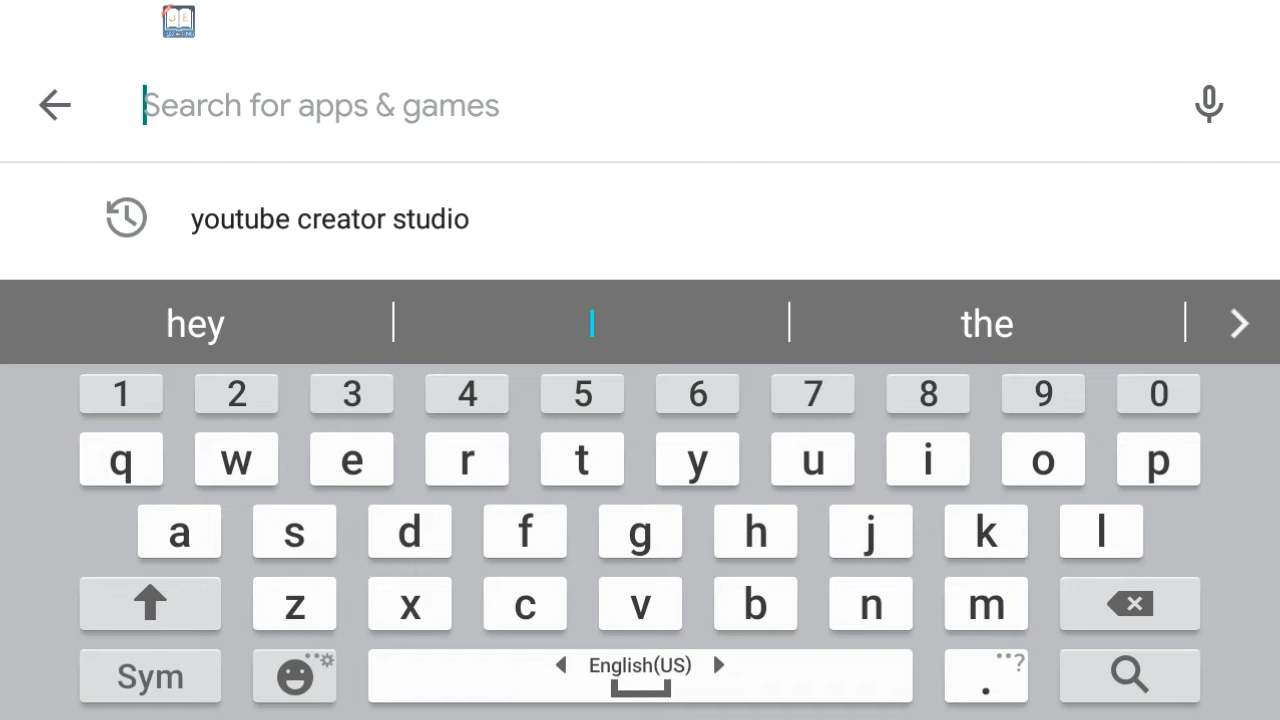 Search for apps & games
youtube creator studio
hey | the
1 2 3 4 5 6 7 8 9 0
q w e r t y u i o p
a s d f g h j k l
z x c v b n m
Sym English(US) . ?